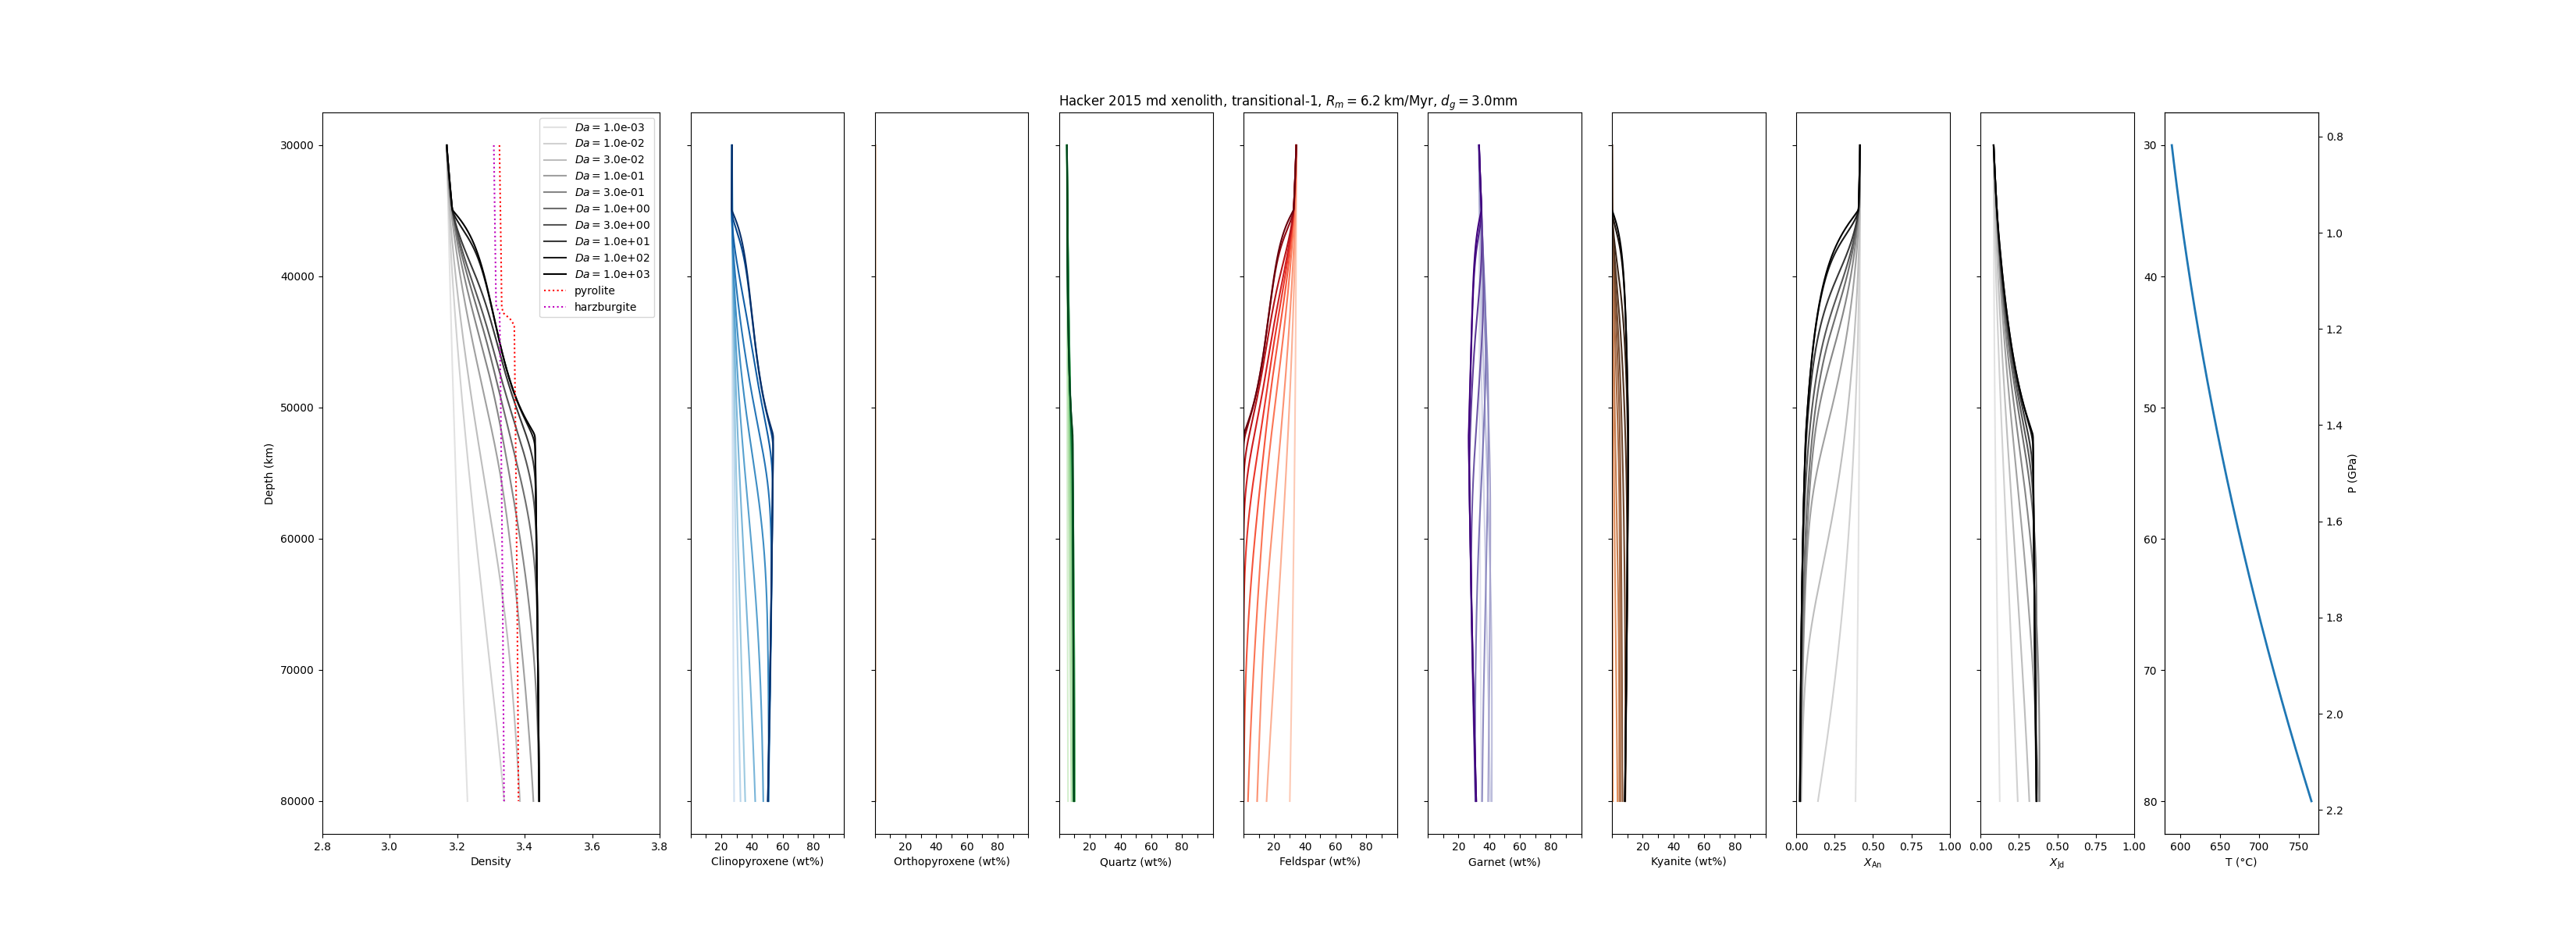 Hacker 2015 md xenolith, transitional-1, Rm = 6.2 km/Myr, dg = 3.0mm
Da = 1.0e-03
Da = 1.0e-02
Da = 3.0e-02
Da = 1.0e-01
Da = 3.0e-01
Da = 1.0e+00
Da = 3.0e+00
Da = 1.0e+01
Da = 1.0e+02
Da = 1.0e+03
pyrolite
harzburgite
Depth (km)
30000
40000
50000
60000
70000
80000
2.8 3.0 3.2 3.4 3.6 3.8
Density
20 40 60 80
Clinopyroxene (wt%)
20 40 60 80
Orthopyroxene (wt%)
20 40 60 80
Quartz (wt%)
20 40 60 80
Feldspar (wt%)
20 40 60 80
Garnet (wt%)
20 40 60 80
Kyanite (wt%)
0.00 0.25 0.50 0.75 1.00
XAn
0.00 0.25 0.50 0.75 1.00
XJd
30
40
50
60
70
80
600 650 700 750
T (°C)
0.8
1.0
1.2
1.4
1.6
1.8
2.0
2.2
P (GPa)